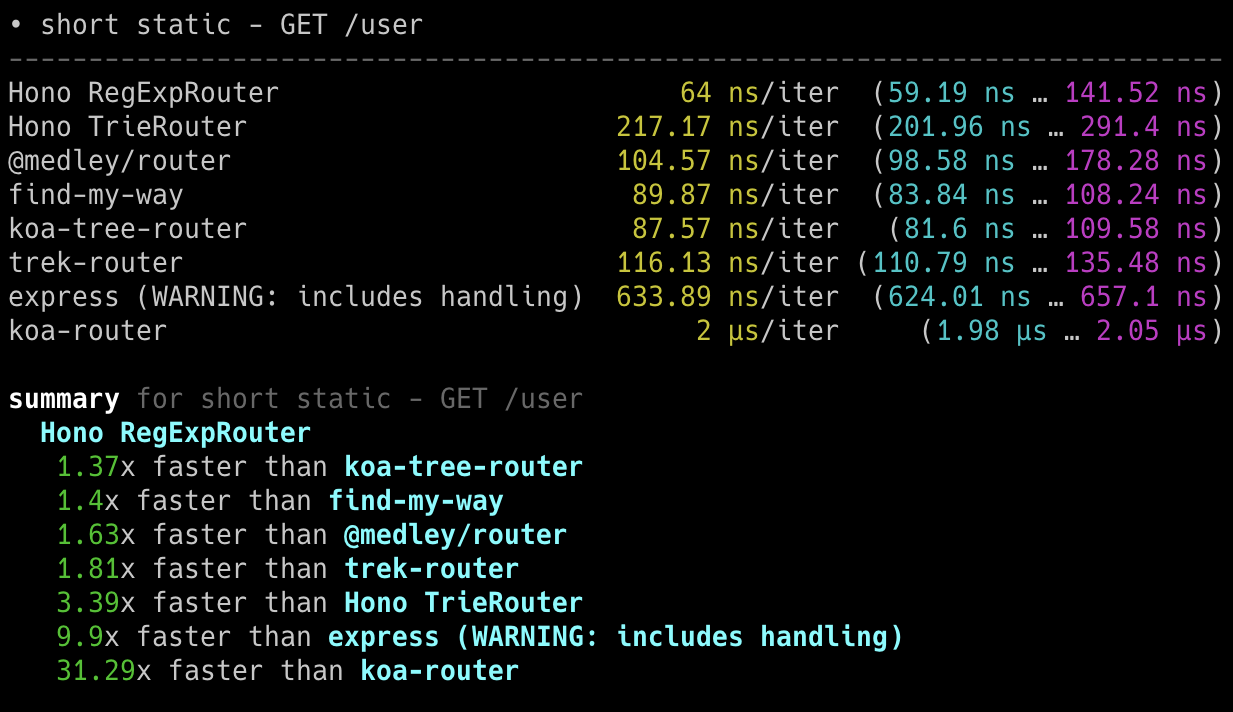 • short static - GET /user
--------------------------------------------------------------------------
Hono RegExpRouter 64 ns/iter (59.19 ns … 141.52 ns)
Hono TrieRouter 217.17 ns/iter (201.96 ns … 291.4 ns)
@medley/router 104.57 ns/iter (98.58 ns … 178.28 ns)
find-my-way 89.87 ns/iter (83.84 ns … 108.24 ns)
koa-tree-router 87.57 ns/iter (81.6 ns … 109.58 ns)
trek-router 116.13 ns/iter (110.79 ns … 135.48 ns)
express (WARNING: includes handling) 633.89 ns/iter (624.01 ns … 657.1 ns)
koa-router 2 µs/iter (1.98 µs … 2.05 µs)
summary for short static - GET /user
Hono RegExpRouter
1.37x faster than koa-tree-router
1.4x faster than find-my-way
1.63x faster than @medley/router
1.81x faster than trek-router
3.39x faster than Hono TrieRouter
9.9x faster than express (WARNING: includes handling)
31.29x faster than koa-router